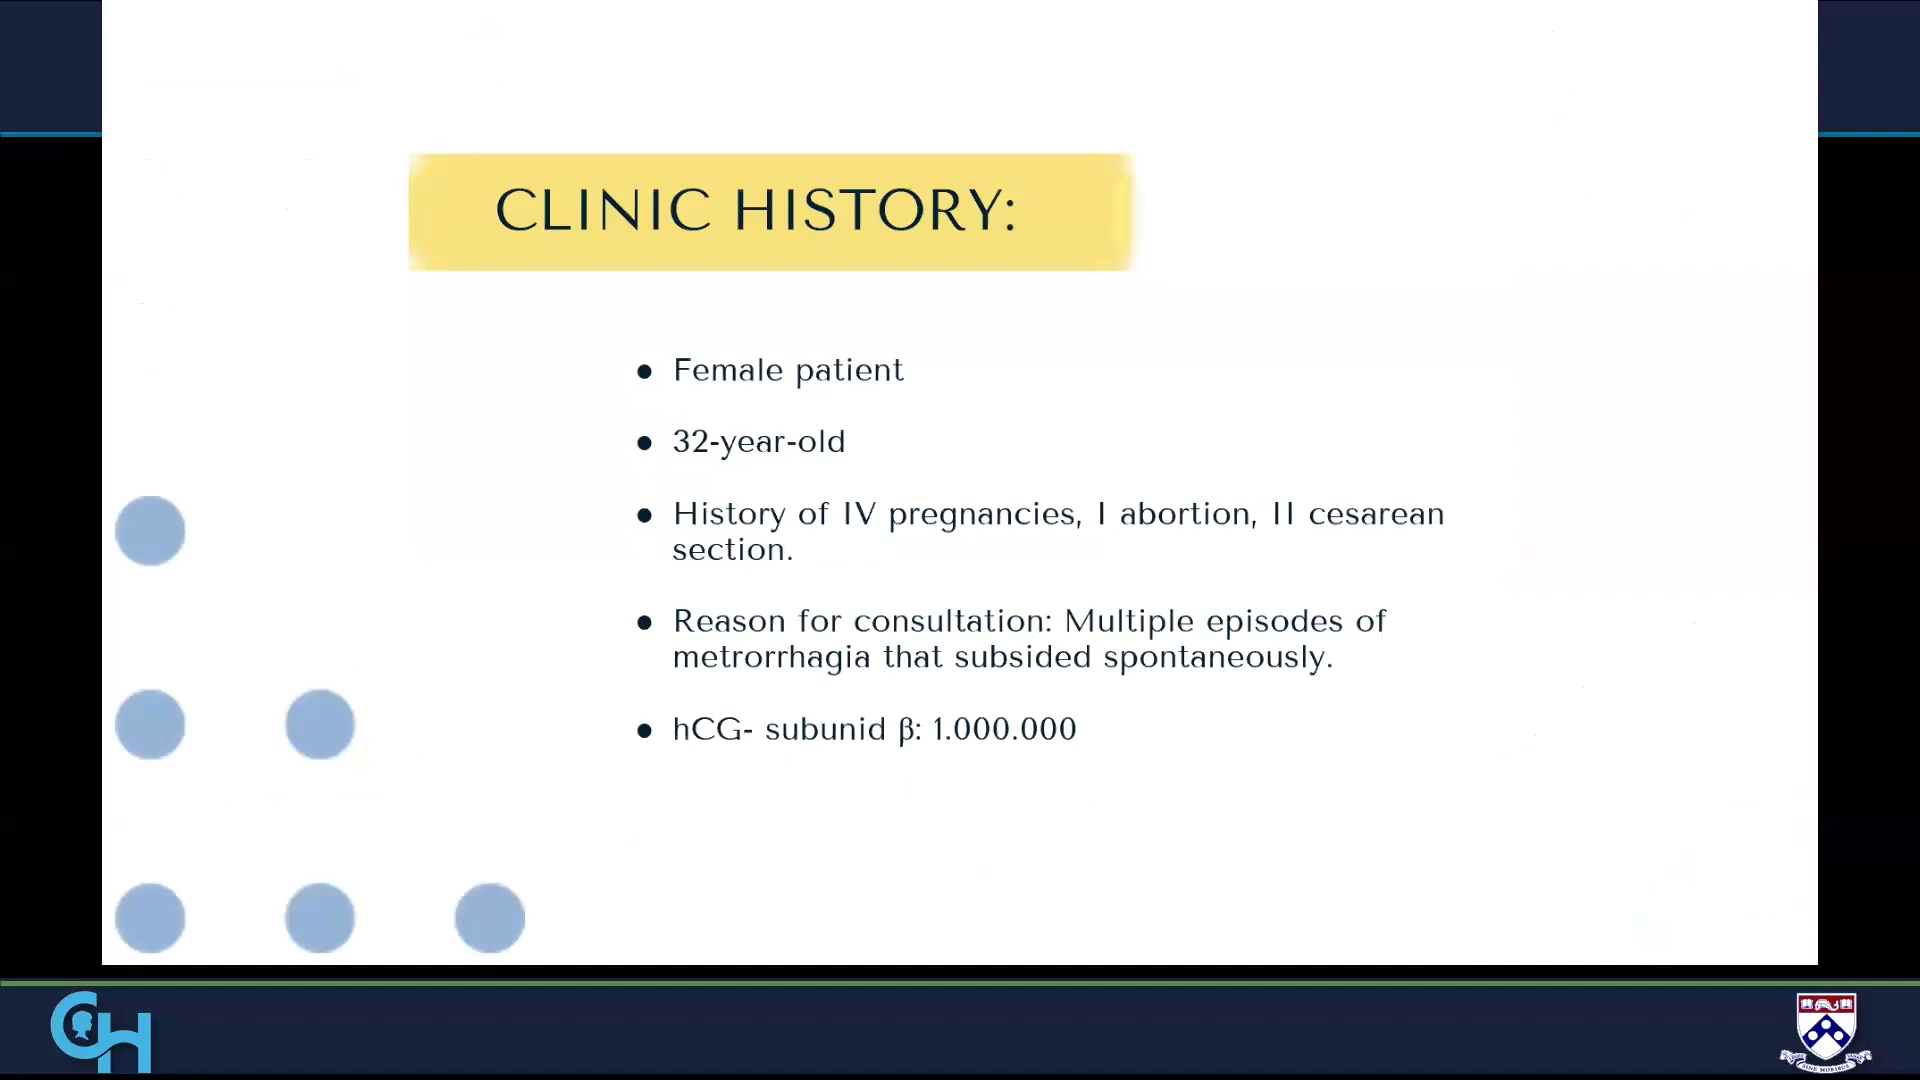 CLINIC HISTORY:
● Female patient
● 32-year-old
● History of IV pregnancies, I abortion, II cesarean
section.
● Reason for consultation: Multiple episodes of
metrorrhagia that subsided spontaneously.
● hCG- subunid β: 1.000.000
CH